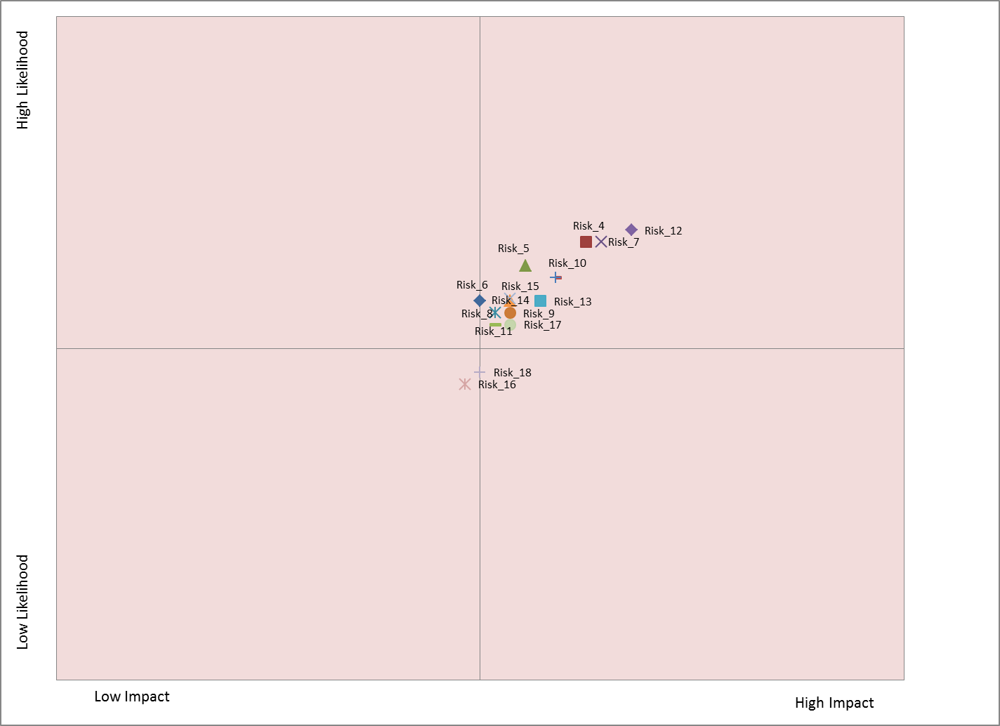 High Likelihood
Risk_4
Risk_12
Risk_7
Risk_5
Risk_10
Risk_6
Risk_15
Risk_14
Risk_13
Risk_8
Risk_9
Risk_17
Risk_11
Risk_18
Risk_16
Low Likelihood
Low Impact
High Impact